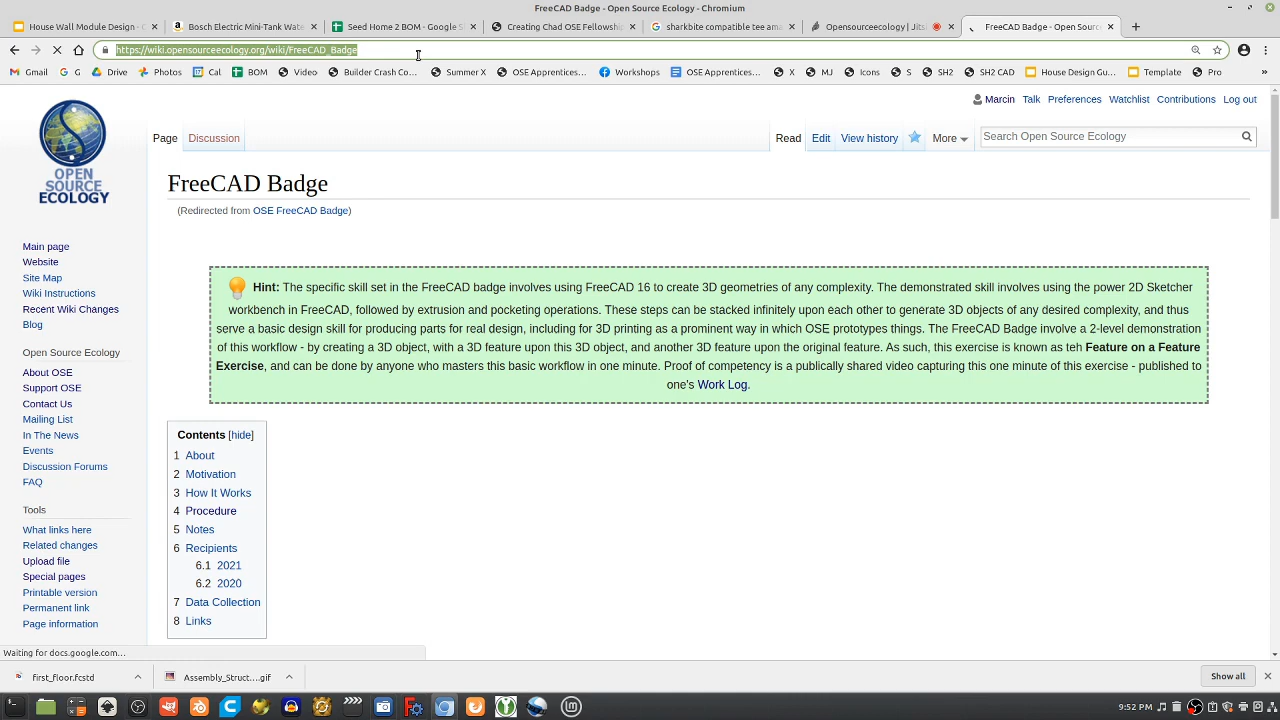 FreeCAD Badge - Open Source Ecology - Chromium
House Wall Module Design - G
Bosch Electric Mini-Tank Wate
Seed Home 2 BOM - Google S
Creating Chad OSE Fellowship
sharkbite compatible tee ama
Opensourceecology | Jits
FreeCAD Badge - Open Sourc
https://wiki.opensourceecology.org/wiki/FreeCAD_Badge
Gmail G Drive Photos Cal BOM Video Builder Crash Co... Summer X OSE Apprentices... Workshops OSE Apprentices... X MJ Icons S SH2 SH2 CAD House Design Gu... Template Pro »
Marcin Talk Preferences Watchlist Contributions Log out
Page Discussion Read Edit View history More Search Open Source Ecology
OPEN
SOURCE
ECOLOGY
FreeCAD Badge
(Redirected from OSE FreeCAD Badge)
Main page
Website
Site Map
Wiki Instructions
Recent Wiki Changes
Blog
Open Source Ecology
About OSE
Support OSE
Contact Us
Mailing List
In The News
Events
Discussion Forums
FAQ
Tools
What links here
Related changes
Upload file
Special pages
Printable version
Permanent link
Page information
Hint: The specific skill set in the FreeCAD badge involves using FreeCAD 16 to create 3D geometries of any complexity. The demonstrated skill involves using the power 2D Sketcher
workbench in FreeCAD, followed by extrusion and pocketing operations. These steps can be stacked infinitely upon each other to generate 3D objects of any desired complexity, and thus
serve a basic design skill for producing parts for real design, including for 3D printing as a prominent way in which OSE prototypes things. The FreeCAD Badge involve a 2-level demonstration
of this workflow - by creating a 3D object, with a 3D feature upon this 3D object, and another 3D feature upon the original feature. As such, this exercise is known as teh Feature on a Feature
Exercise, and can be done by anyone who masters this basic workflow in one minute. Proof of competency is a publically shared video capturing this one minute of this exercise - published to
one's Work Log.
Contents [hide]
1 About
2 Motivation
3 How It Works
4 Procedure
5 Notes
6 Recipients
6.1 2021
6.2 2020
7 Data Collection
8 Links
Waiting for docs.google.com...
first_floor.fcstd
Assembly_Struct....gif
Show all
9:52 PM